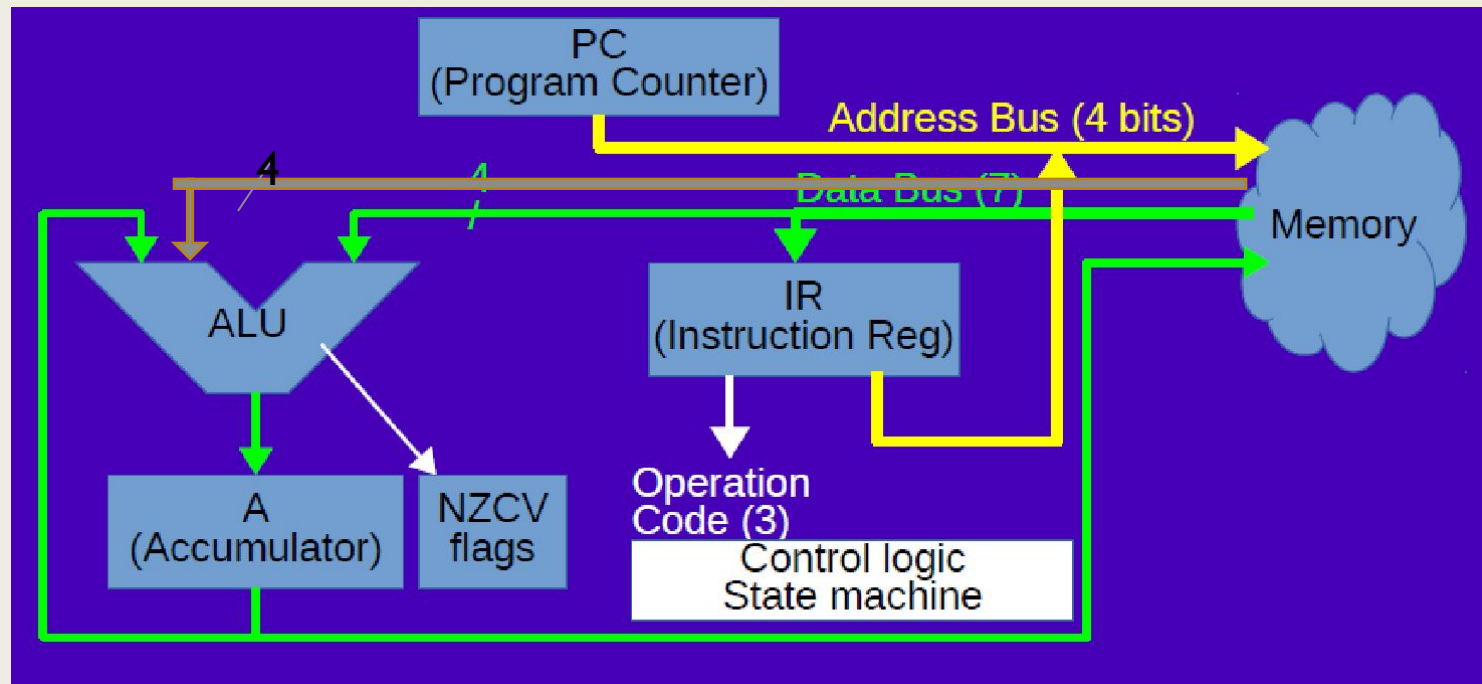 PC
(Program Counter)
Address Bus (4 bits)
4
4
Data Bus (7)
Memory
ALU
IR
(Instruction Reg)
A
(Accumulator)
NZCV
flags
Operation
Code (3)
Control logic
State machine